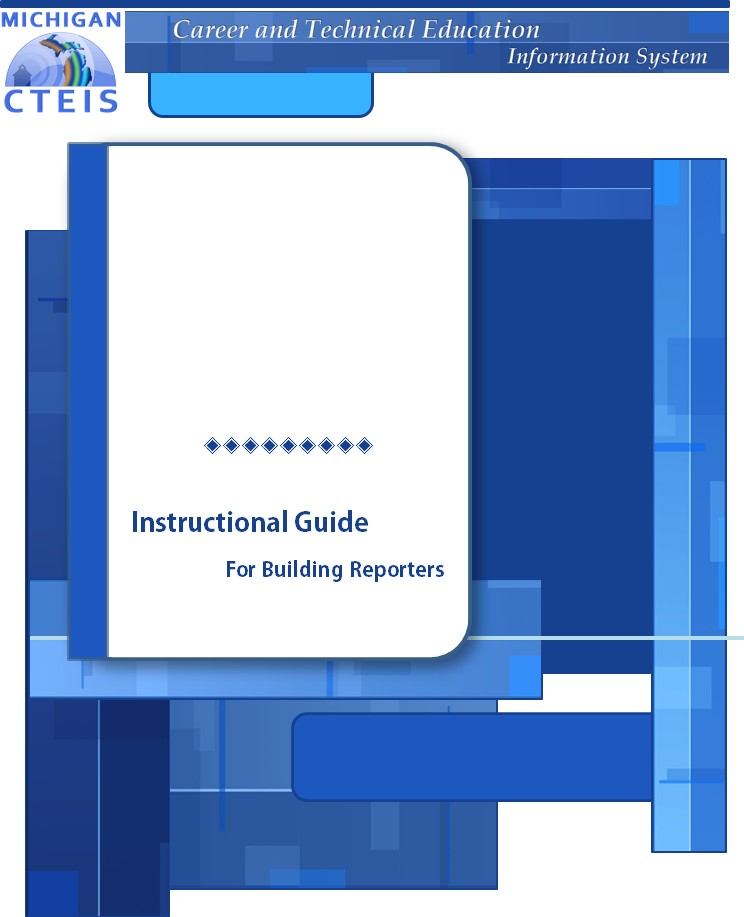 MICHIGAN
CTEIS
Career and Technical Education
Information System
Instructional Guide
For Building Reporters